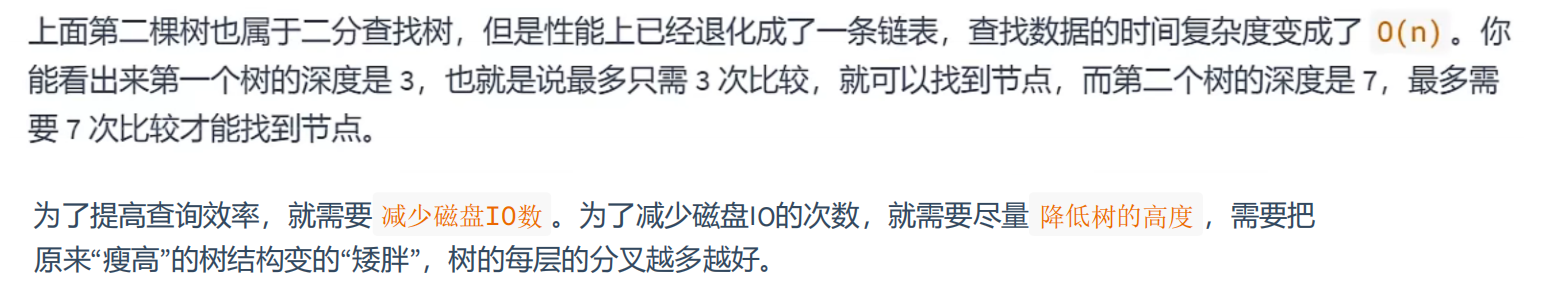 上面第二棵树也属于二分查找树，但是性能上已经退化成了一条链表，查找数据的时间复杂度变成了 O(n) 。你
能看出来第一个树的深度是 3，也就是说最多只需 3 次比较，就可以找到节点，而第二个树的深度是 7，最多需
要 7 次比较才能找到节点。
为了提高查询效率，就需要 减少磁盘IO数 。为了减少磁盘IO的次数，就需要尽量 降低树的高度 ，需要把
原来“瘦高”的树结构变的“矮胖”，树的每层的分叉越多越好。